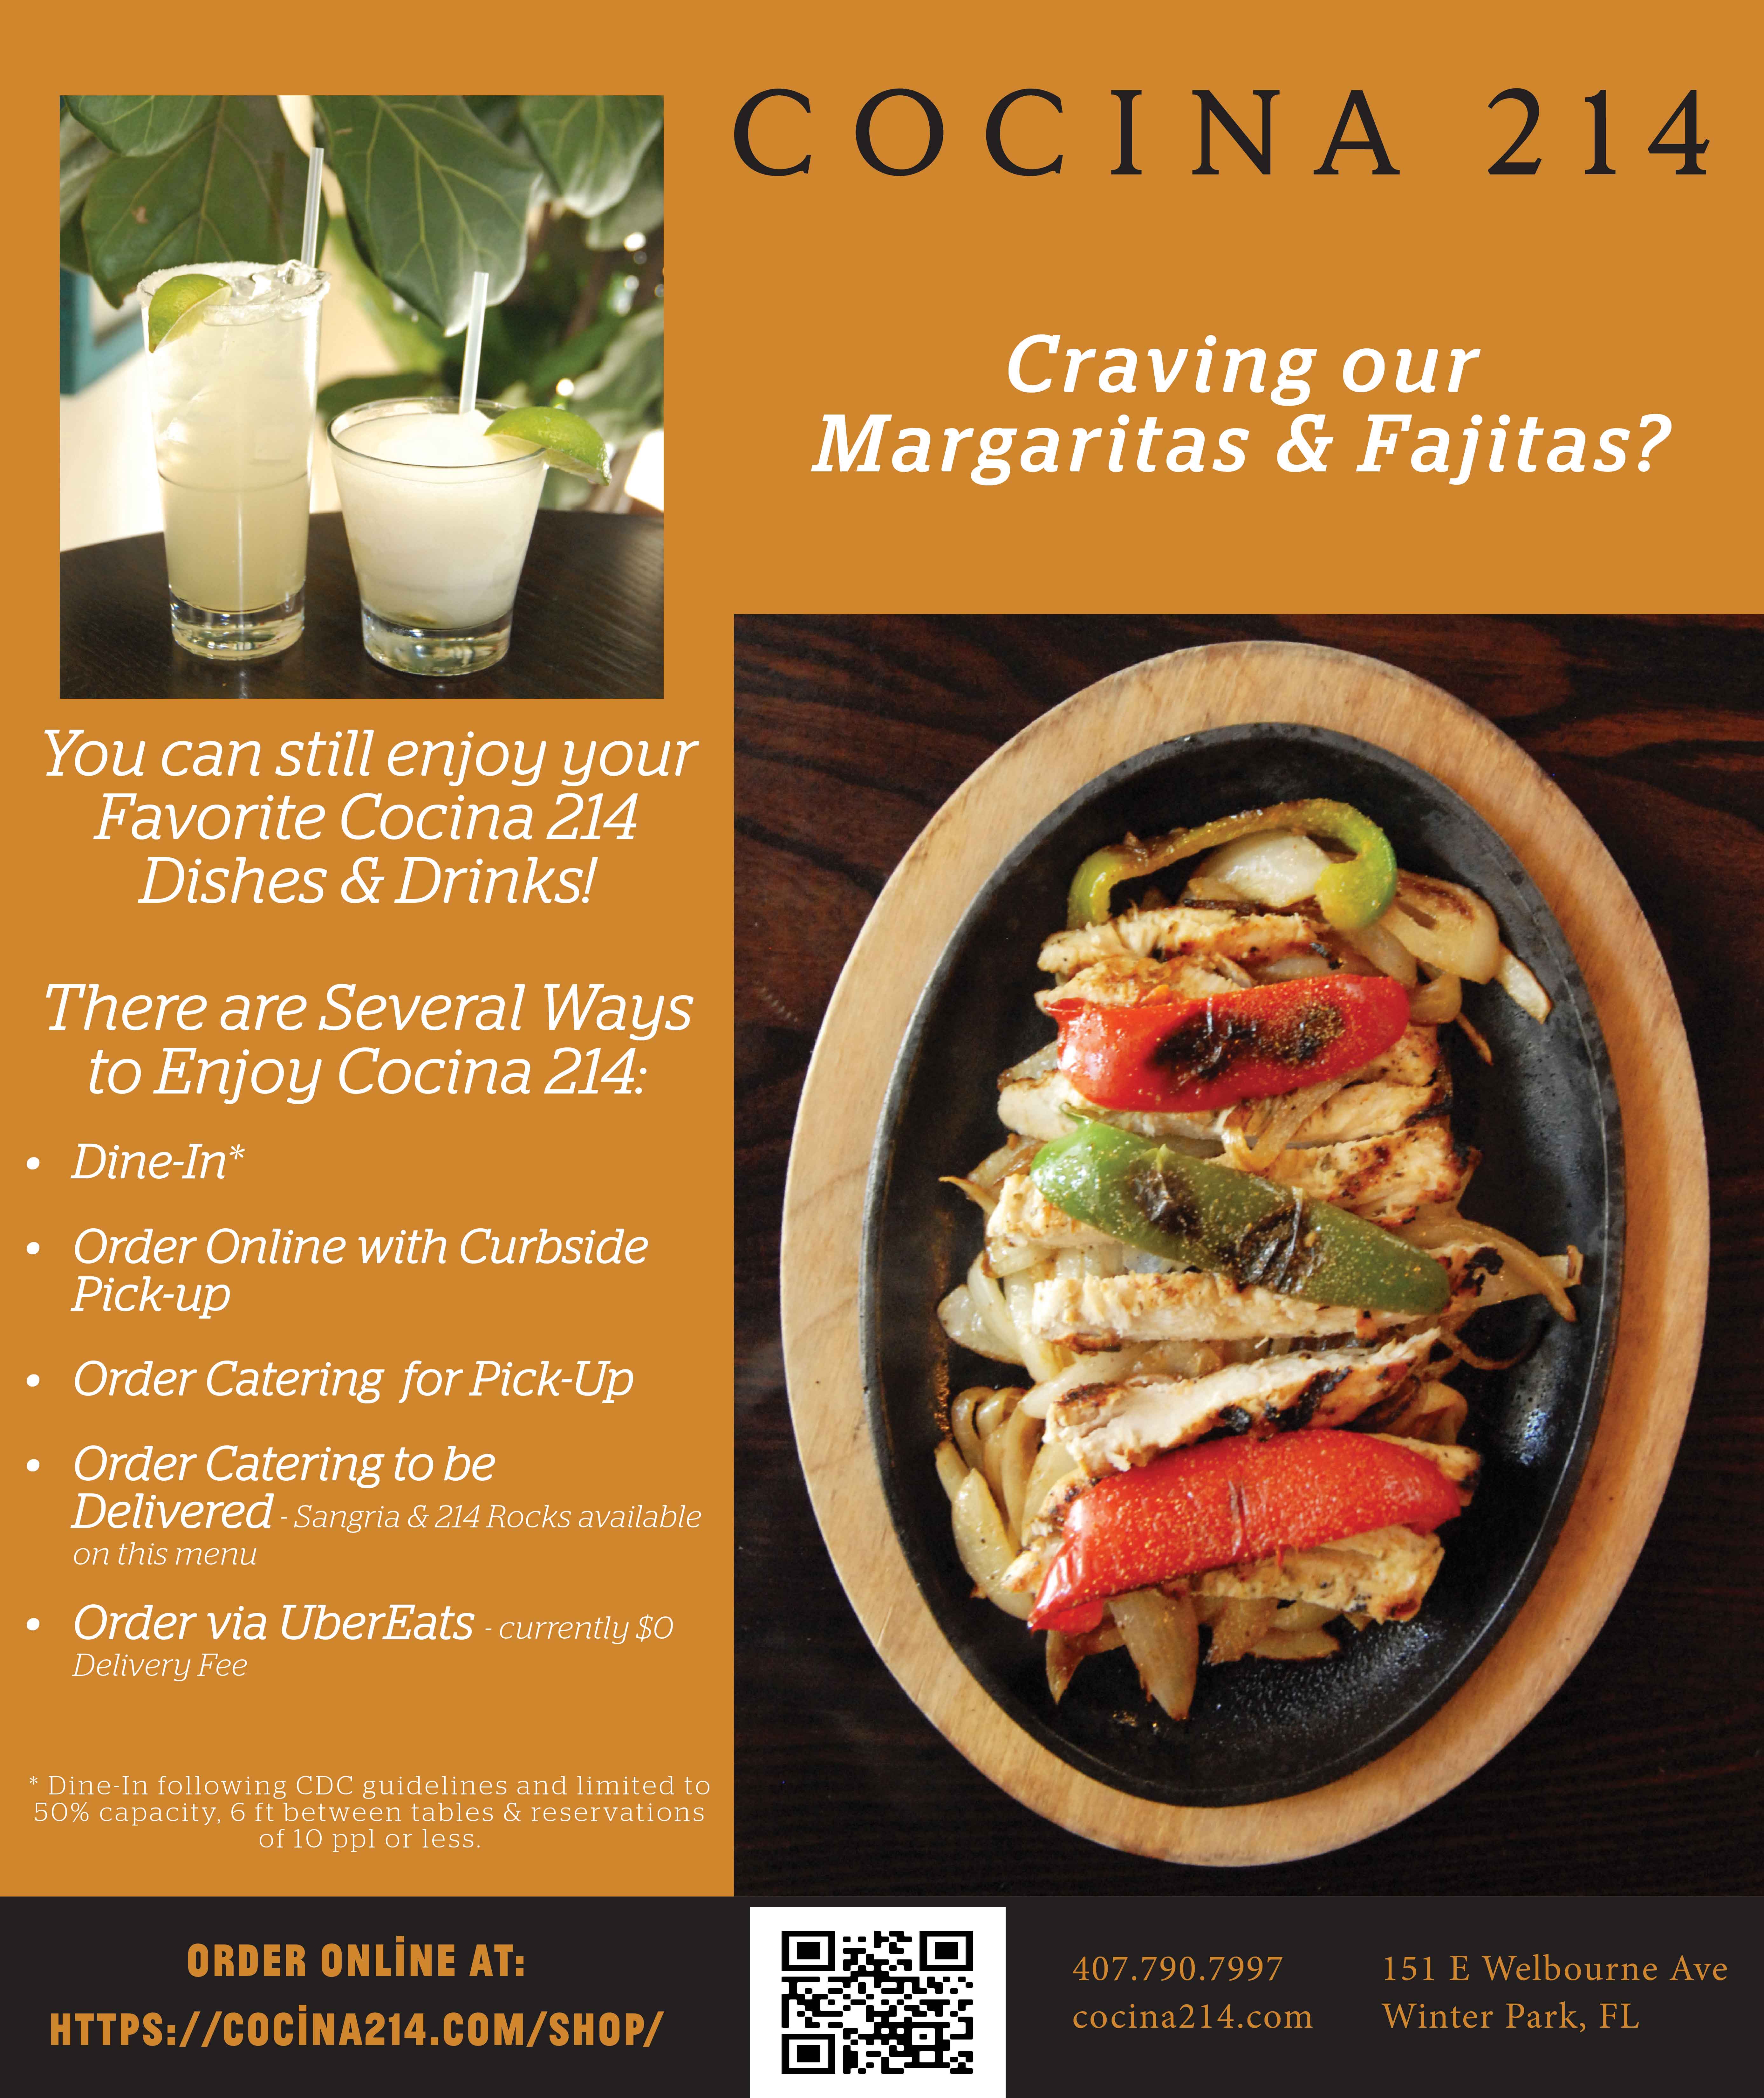 COCINA 214
Craving our
Margaritas & Fajitas?
You can still enjoy your
Favorite Cocina 214
Dishes & Drinks!
There are Several Ways
to Enjoy Cocina 214:
• Dine-In*
• Order Online with Curbside
Pick-up
• Order Catering for Pick-Up
• Order Catering to be
Delivered - Sangria & 214 Rocks available
on this menu
• Order via UberEats - currently $0
Delivery Fee
* Dine-In following CDC guidelines and limited to
50% capacity, 6 ft between tables & reservations
of 10 ppl or less.
ORDER ONLİNE AT:
HTTPS://COCİNA214.COM/SHOP/
407.790.7997
cocina214.com
151 E Welbourne Ave
Winter Park, FL